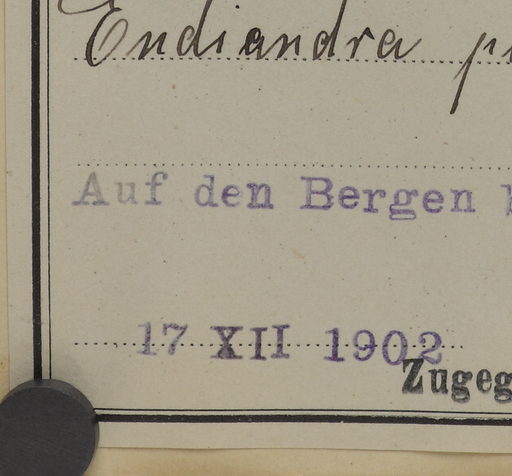 Endiandra
Auf den Bergen
17 XII 1902
Zugeg